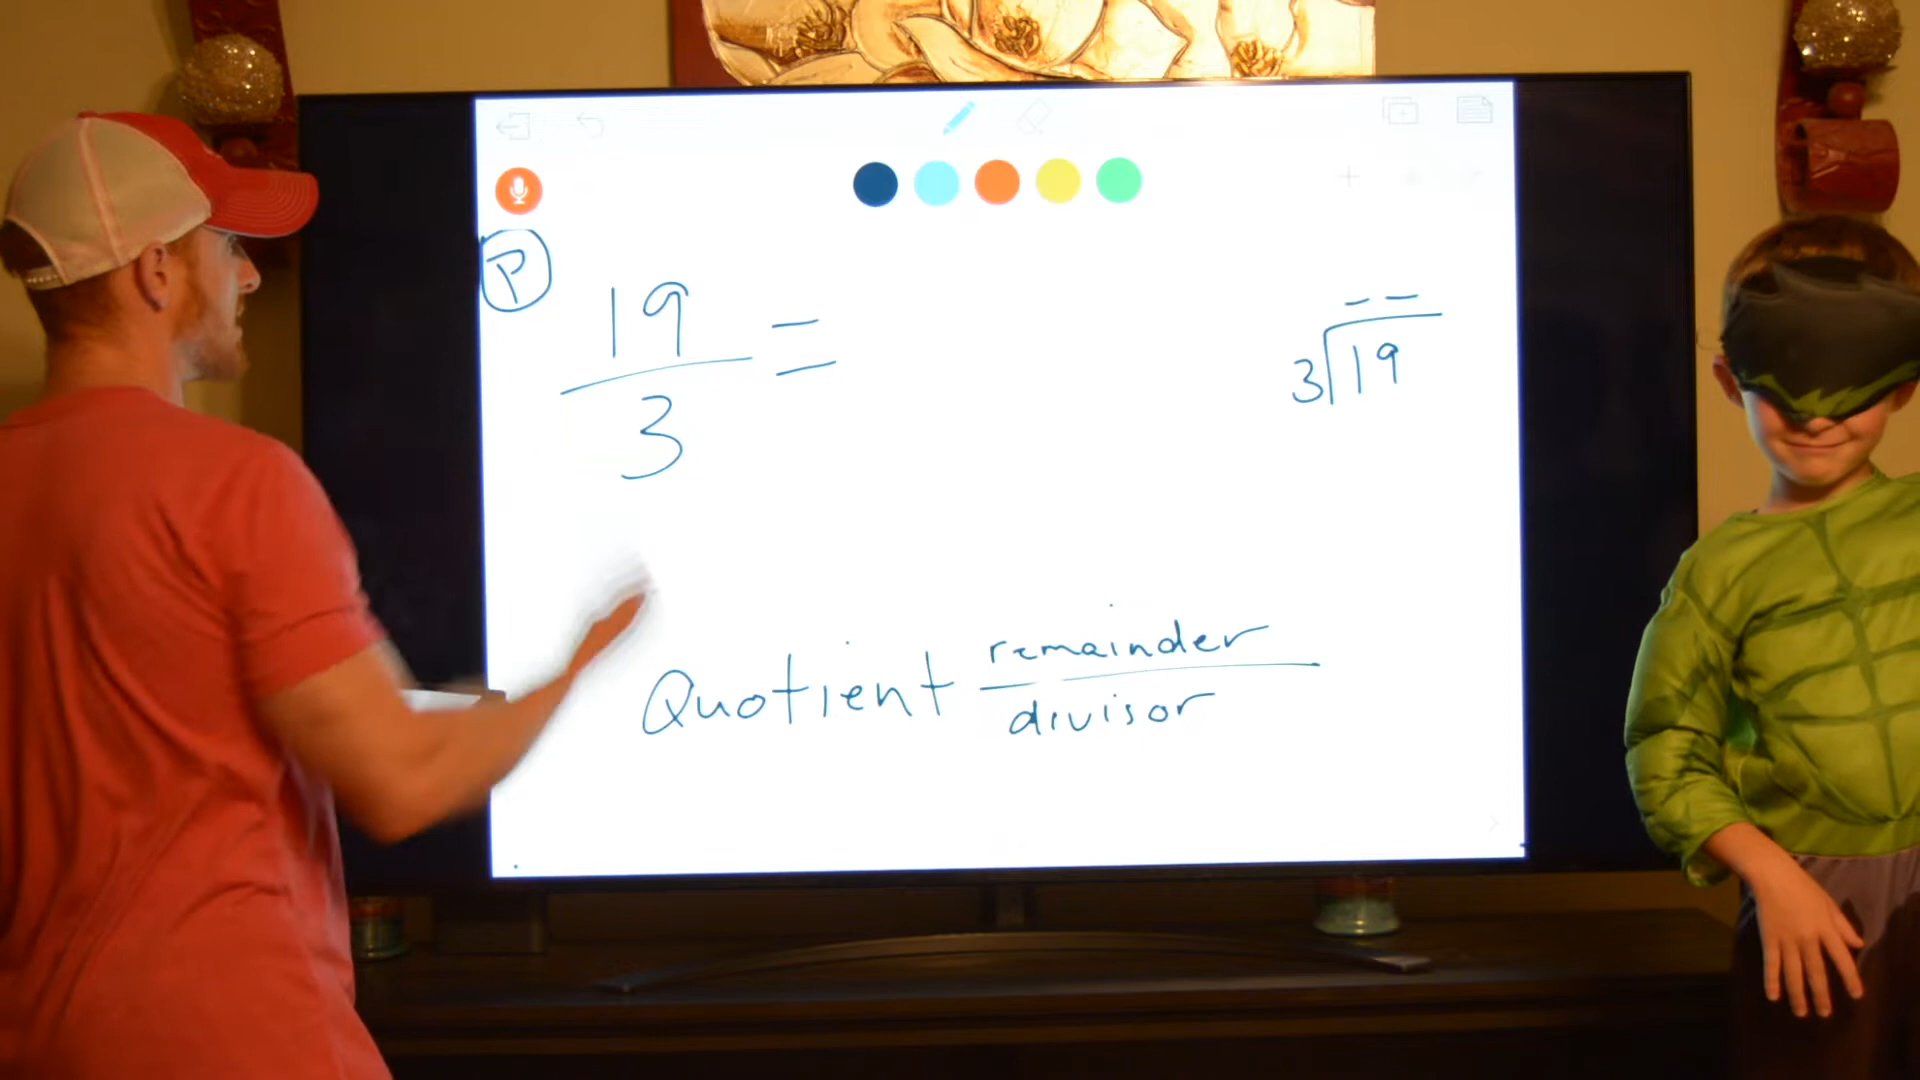 P
19
3
=
3
19
Quotient
remainder
divisor